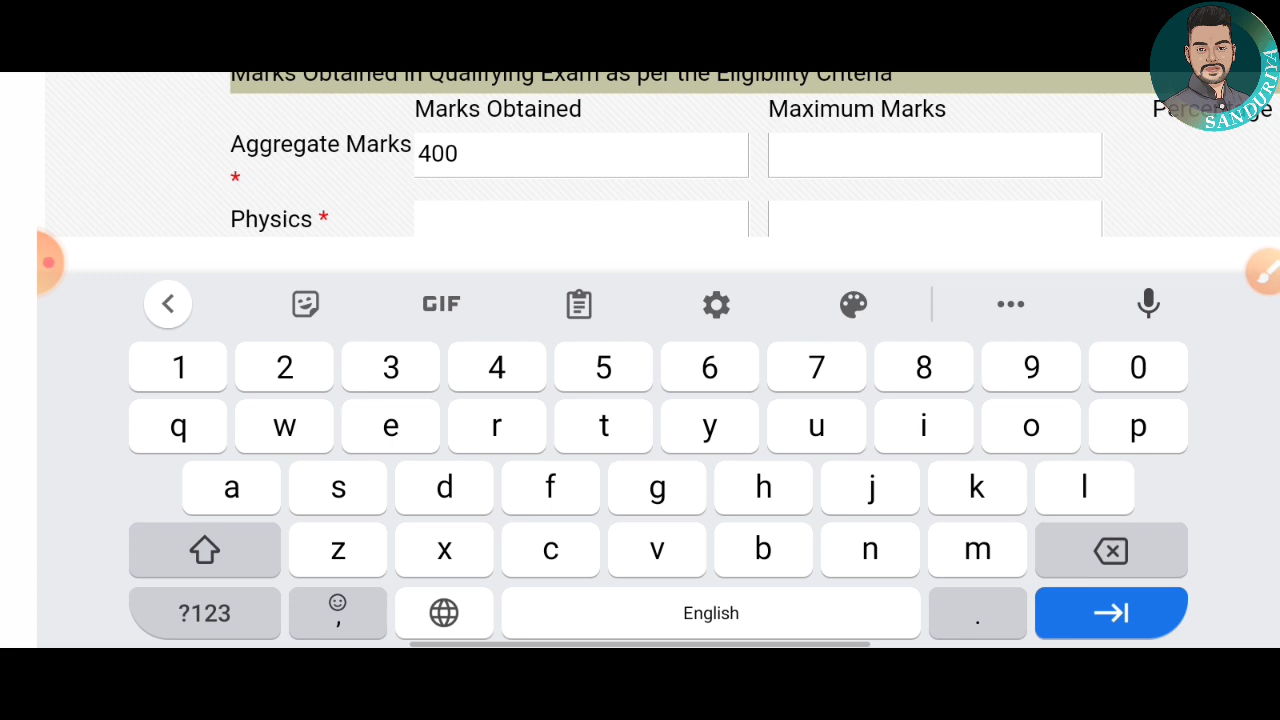 Marks Obtained in Qualifying Exam as per the Eligibility Criteria
Marks Obtained Maximum Marks Percentage
Aggregate Marks 400
*
Physics *
GIF
1 2 3 4 5 6 7 8 9 0
q w e r t y u i o p
a s d f g h j k l
z x c v b n m
?123 , English .
SANDURIYA